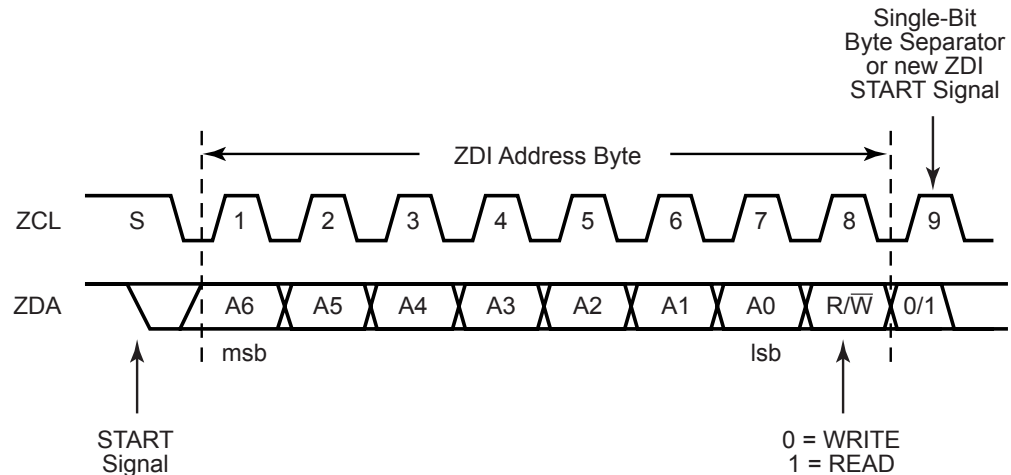 Single-Bit
Byte Separator
or new ZDI
START Signal
ZDI Address Byte
ZCL S 1 2 3 4 5 6 7 8 9
ZDA A6 A5 A4 A3 A2 A1 A0 R/W̅ 0/1
msb lsb
START
Signal
0 = WRITE
1 = READ